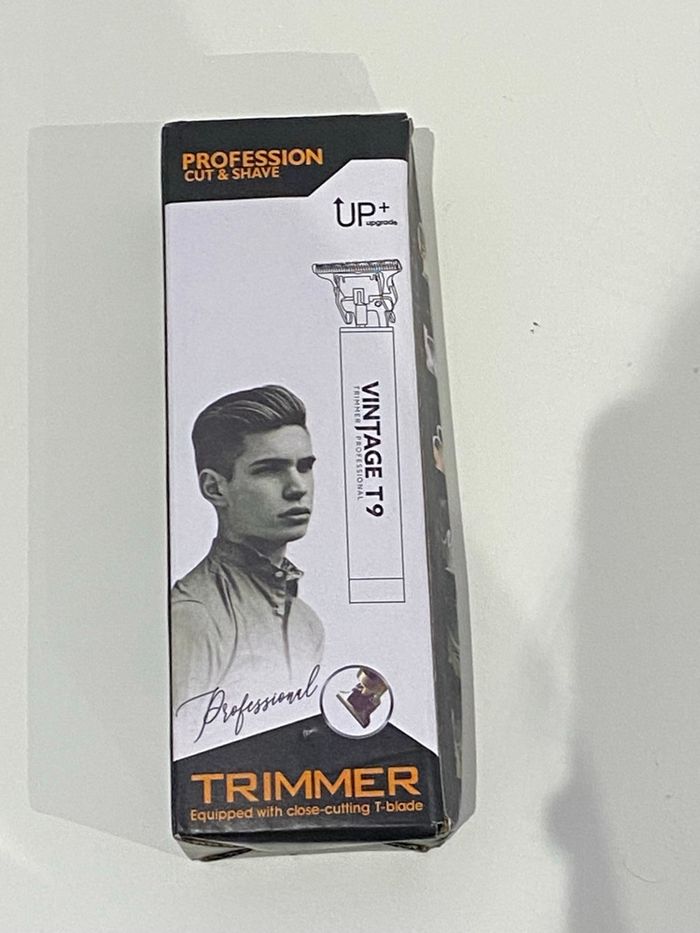 PROFESSION
CUT & SHAVE
UP+
upgrade
VINTAGE T9
TRIMMER PROFESSIONAL
Professional
TRIMMER
Equipped with close-cutting T-blade